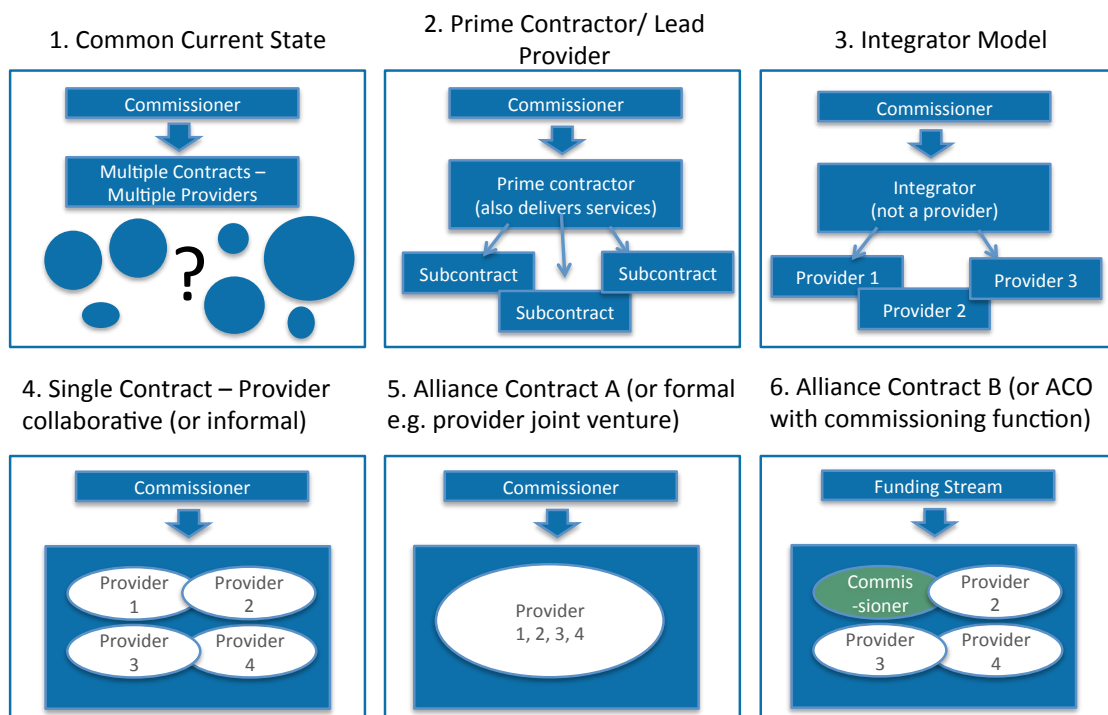 1. Common Current State
Commissioner
Multiple Contracts –
Multiple Providers
?
2. Prime Contractor/ Lead
Provider
Commissioner
Prime contractor
(also delivers services)
Subcontract
Subcontract
Subcontract
3. Integrator Model
Commissioner
Integrator
(not a provider)
Provider 1
Provider 3
Provider 2
4. Single Contract – Provider
collaborative (or informal)
Commissioner
Provider
1
Provider
2
Provider
3
Provider
4
5. Alliance Contract A (or formal
e.g. provider joint venture)
Commissioner
Provider
1, 2, 3, 4
6. Alliance Contract B (or ACO
with commissioning function)
Funding Stream
Commis
-sioner
Provider
2
Provider
3
Provider
4